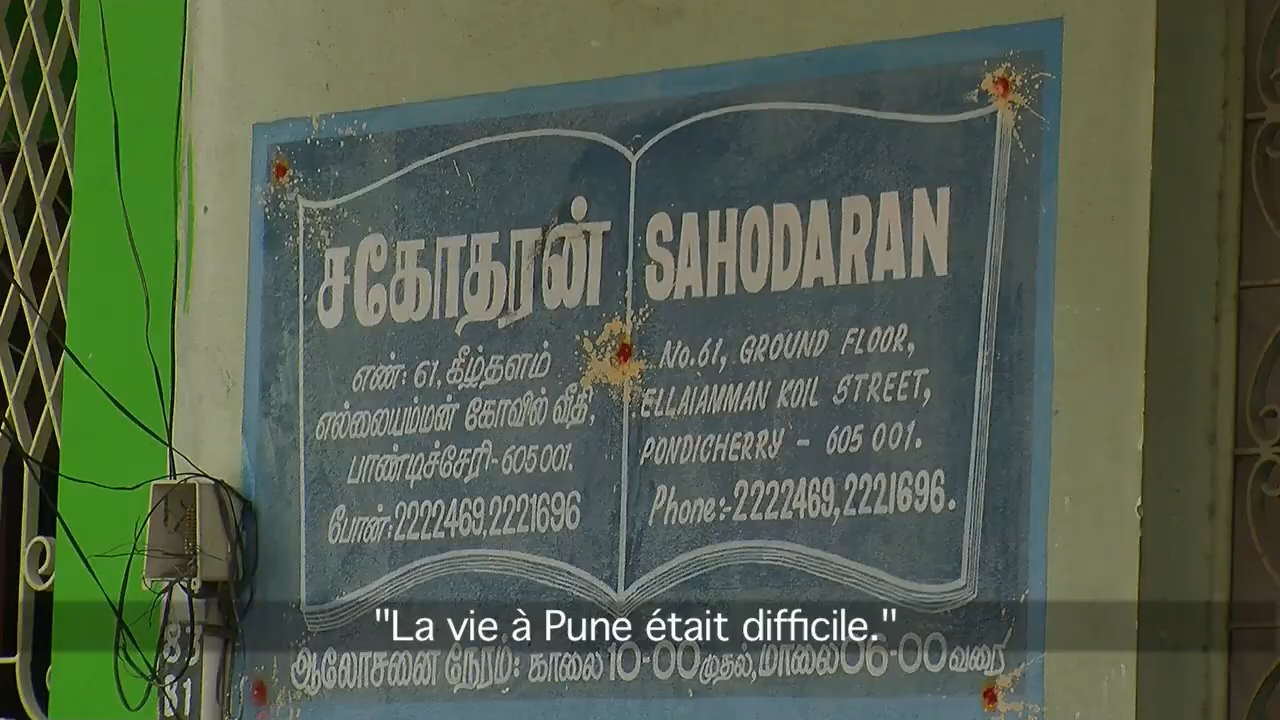 சகோதரன்
எண்: 61, கீழ்தளம்
எல்லையம்மன் கோவில் வீதி,
பாண்டிச்சேரி-605001.
போன்:2222469,2221696
SAHODARAN
No.61, GROUND FLOOR,
ELLAIAMMAN KOIL STREET,
PONDICHERRY - 605 001.
Phone:-2222469,2221696.
"La vie à Pune était difficile."
ஆலோசனை நேரம்: காலை 10-00 முதல், மாலை 06-00 வரை